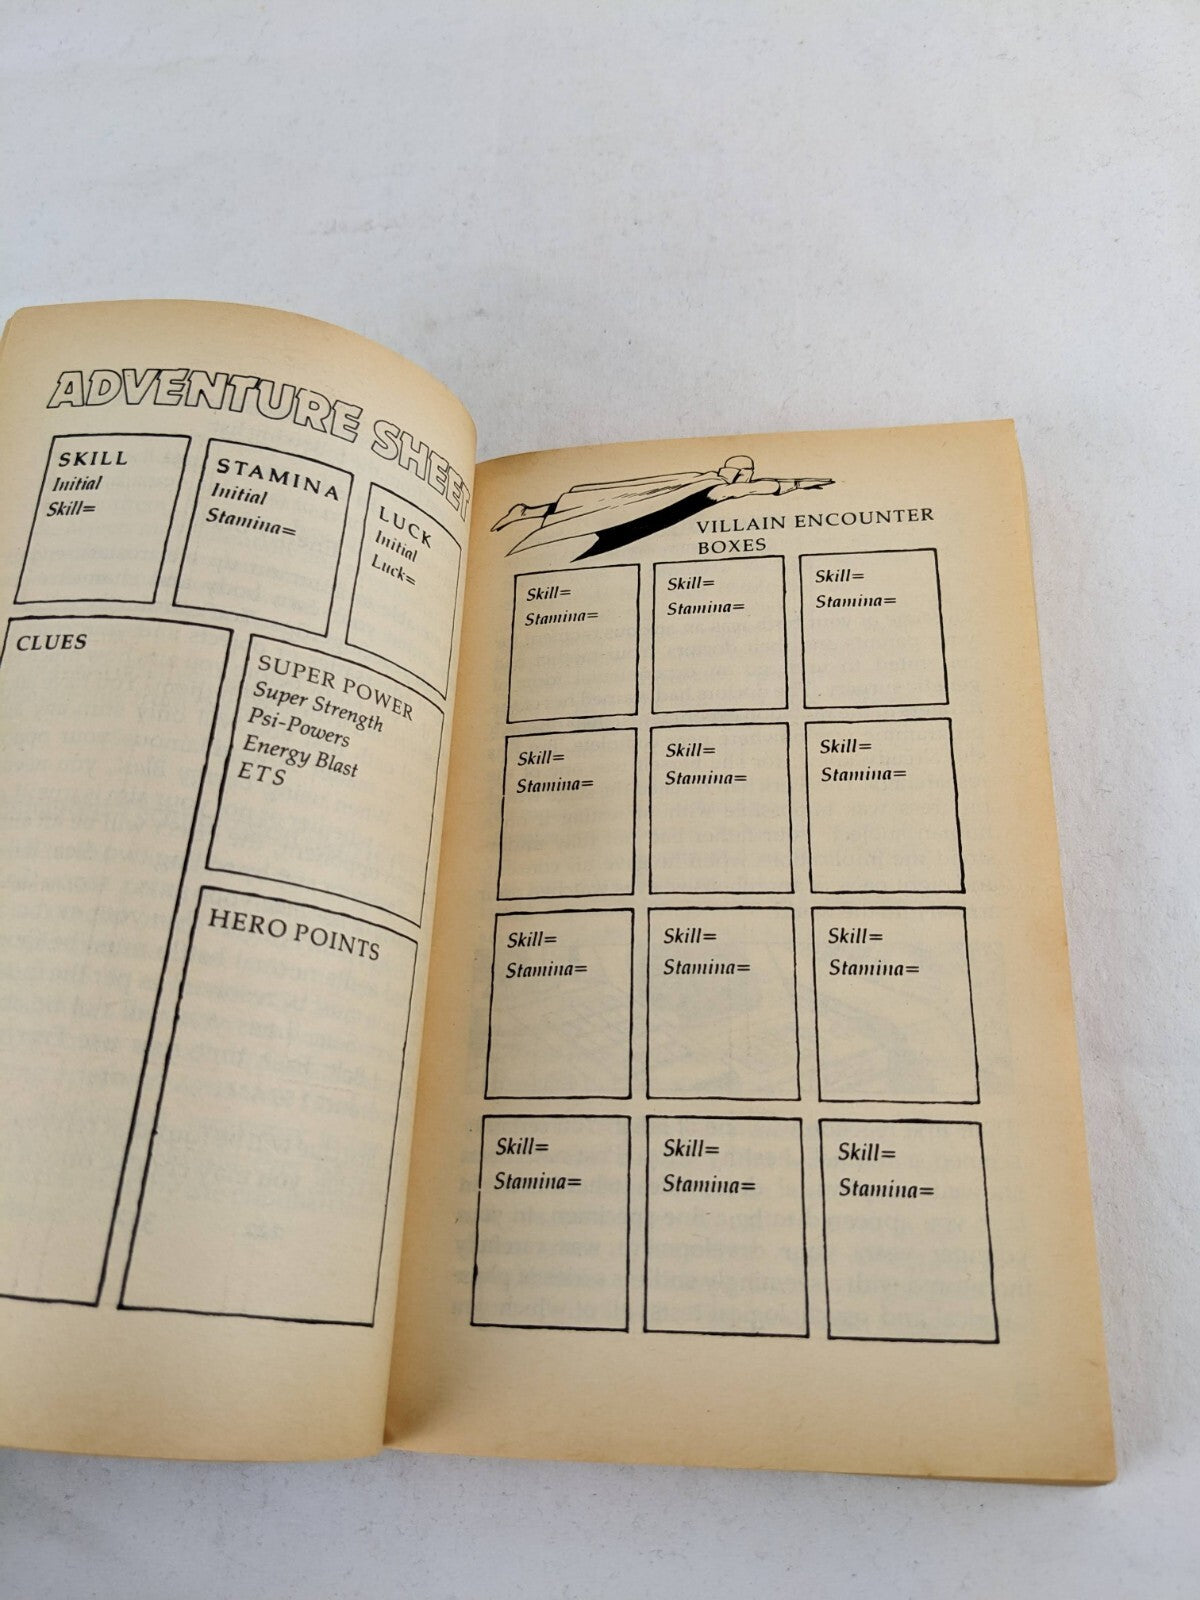 ADVENTURE SHEET
SKILL
Initial
Skill=
STAMINA
Initial
Stamina=
LUCK
Initial
Luck=
CLUES
SUPER POWER
Super Strength
Psi-Powers
Energy Blast
ETS
HERO POINTS
VILLAIN ENCOUNTER
BOXES
Skill=
Stamina=
Skill=
Stamina=
Skill=
Stamina=
Skill=
Stamina=
Skill=
Stamina=
Skill=
Stamina=
Skill=
Stamina=
Skill=
Stamina=
Skill=
Stamina=
Skill=
Stamina=
Skill=
Stamina=
Skill=
Stamina=